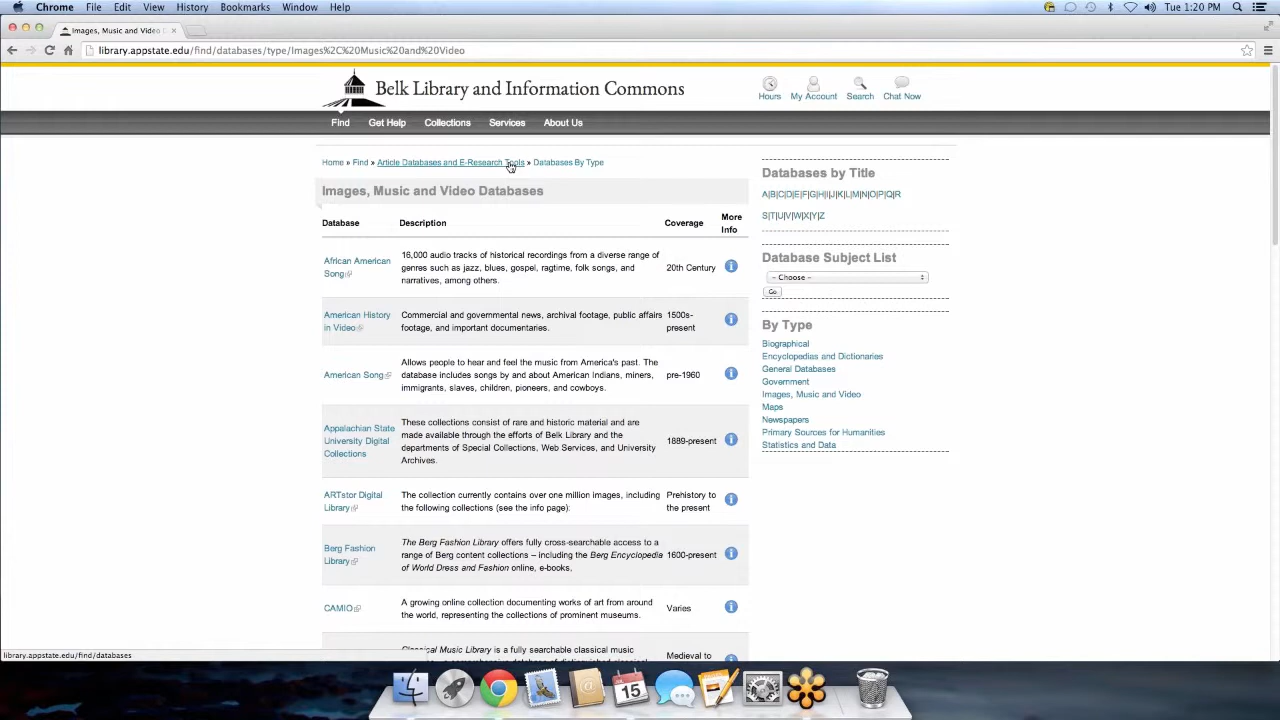 Chrome File Edit View History Bookmarks Window Help Tue 1:20 PM
Images, Music and Video D
library.appstate.edu/find/databases/type/Images%2C%20Music%20and%20Video
Belk Library and Information Commons
Hours My Account Search Chat Now
Find Get Help Collections Services About Us
Home » Find » Article Databases and E-Research Tools » Databases By Type
Images, Music and Video Databases
Database Description Coverage More
Info
African American
Song
16,000 audio tracks of historical recordings from a diverse range of
genres such as jazz, blues, gospel, ragtime, folk songs, and
narratives, among others.
20th Century
American History
in Video
Commercial and governmental news, archival footage, public affairs
footage, and important documentaries.
1500s-
present
American Song
Allows people to hear and feel the music from America's past. The
database includes songs by and about American Indians, miners,
immigrants, slaves, children, pioneers, and cowboys.
pre-1960
Appalachian State
University Digital
Collections
These collections consist of rare and historic material and are
made available through the efforts of Belk Library and the
departments of Special Collections, Web Services, and University
Archives.
1889-present
ARTstor Digital
Library
The collection currently contains over one million images, including
the following collections (see the info page):
Prehistory to
the present
Berg Fashion
Library
The Berg Fashion Library offers fully cross-searchable access to a
range of Berg content collections – including the Berg Encyclopedia
of World Dress and Fashion online, e-books,
1600-present
CAMIO
A growing online collection documenting works of art from around
the world, representing the collections of prominent museums.
Varies
Classical Music Library is a fully searchable classical music
Medieval to
Databases by Title
A|B|C|D|E|F|G|H|I|J|K|L|M|N|O|P|Q|R
S|T|U|V|W|X|Y|Z
Database Subject List
- Choose -
Go
By Type
Biographical
Encyclopedias and Dictionaries
General Databases
Government
Images, Music and Video
Maps
Newspapers
Primary Sources for Humanities
Statistics and Data
library.appstate.edu/find/databases
15